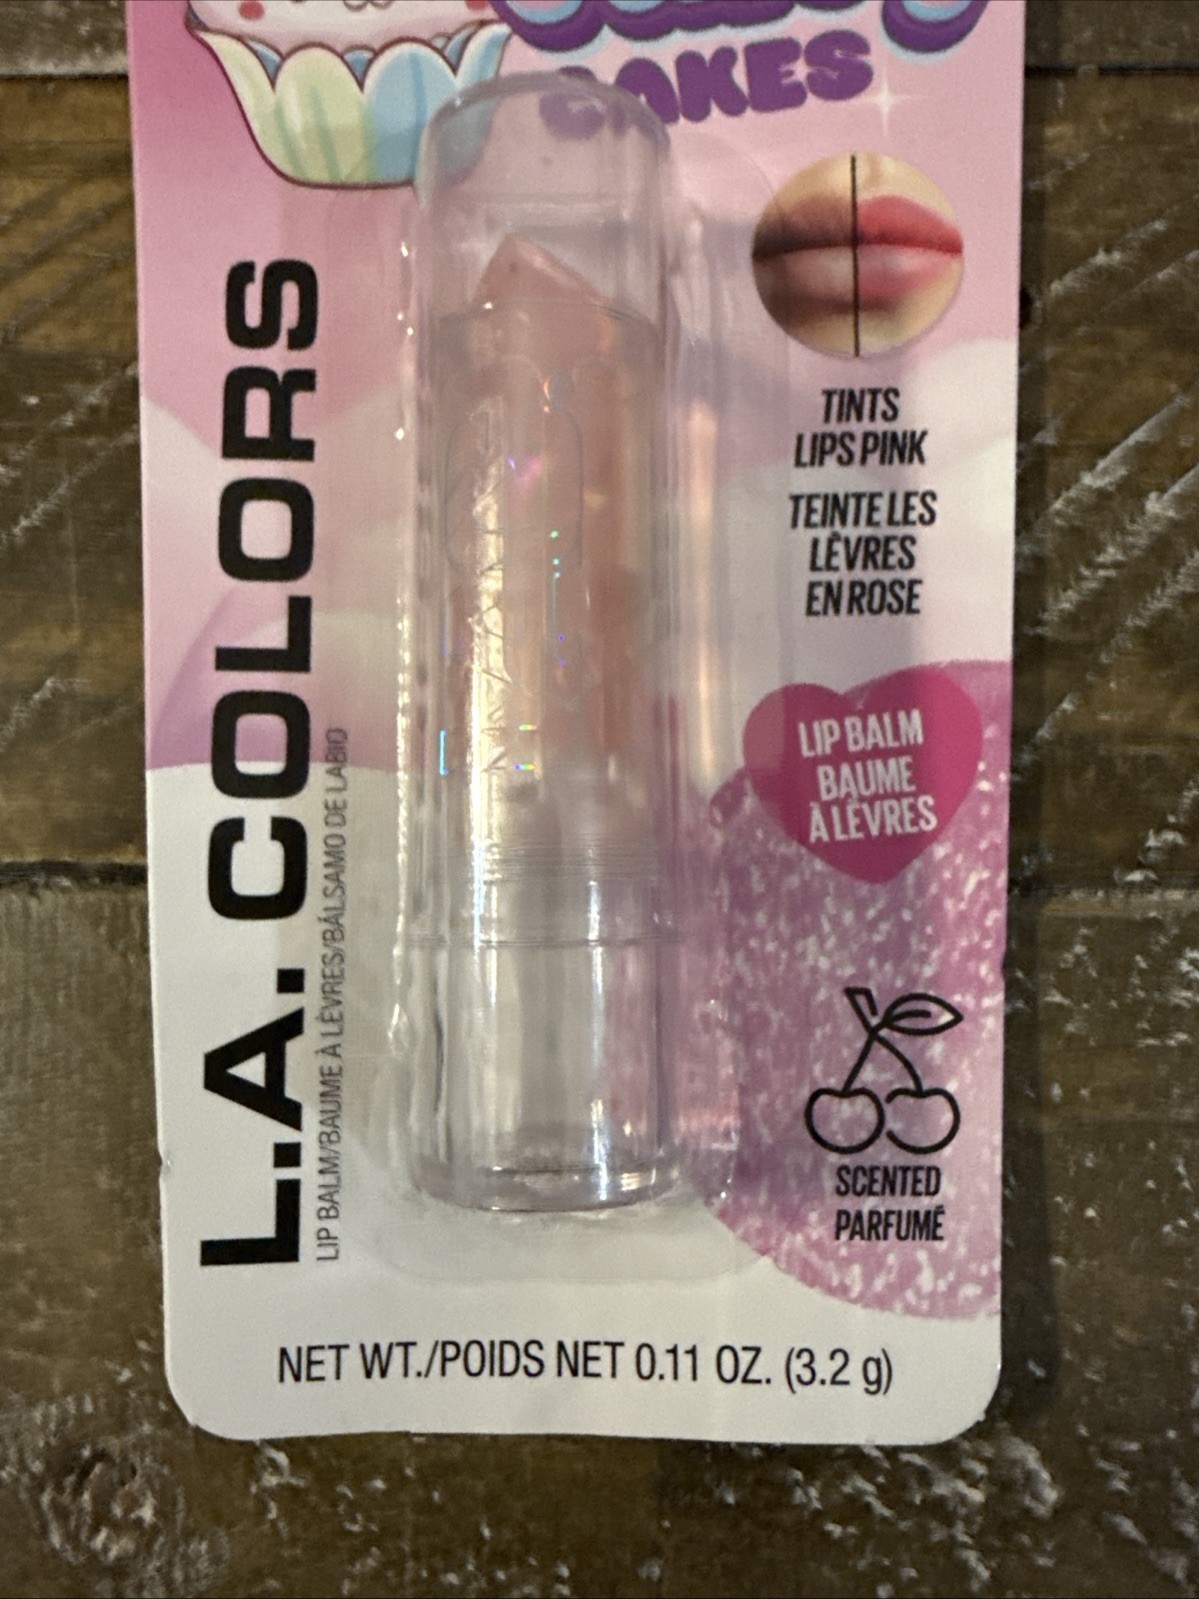 CAKES
TINTS
LIPS PINK
TEINTE LES
LÈVRES
EN ROSE
L.A. COLORS
LIP BALM/BAUME À LÈVRES/BÁLSAMO DE LABIO
LIP BALM
BAUME
À LÈVRES
SCENTED
PARFUMÉ
NET WT./POIDS NET 0.11 OZ. (3.2 g)